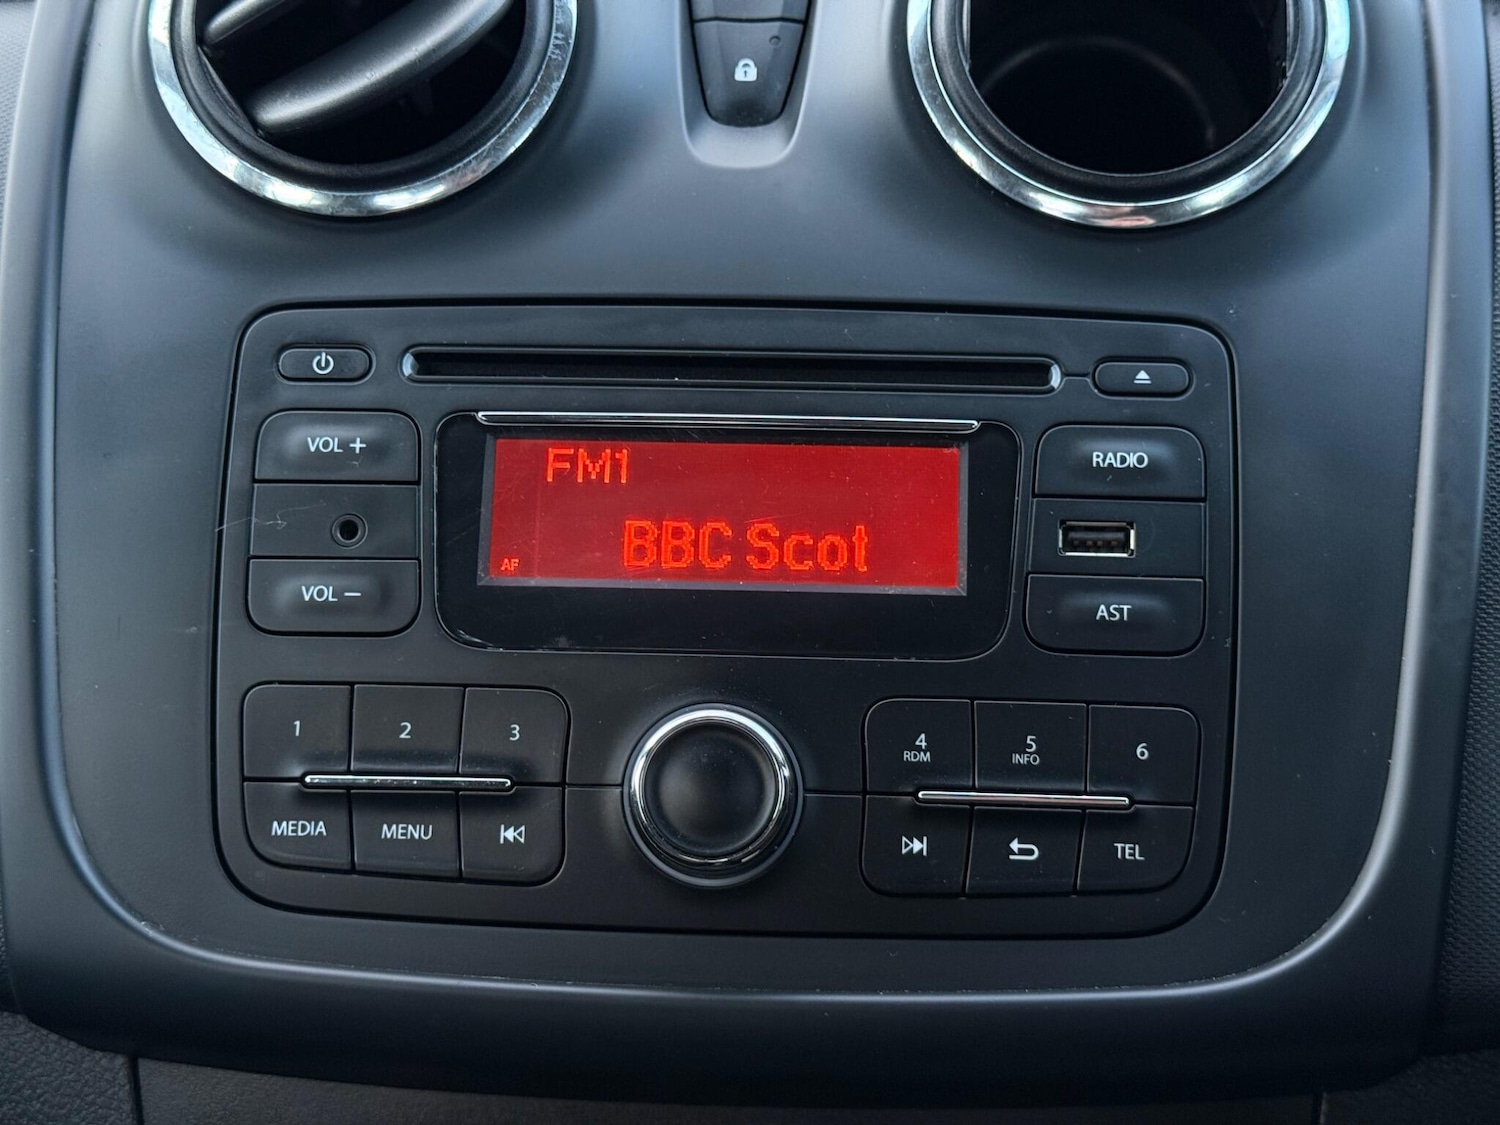 VOL +
VOL −
FM1
BBC Scot
AF
RADIO
AST
1 2 3
MEDIA MENU
4 5 6
RDM INFO
TEL